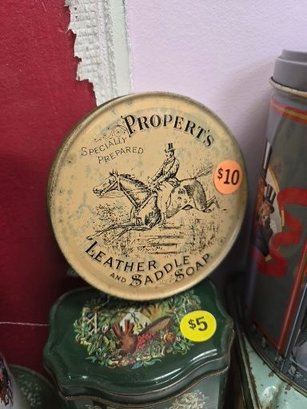 PROPERT'S
SPECIALLY
PREPARED
$10
LEATHER
AND SADDLE SOAP
$5